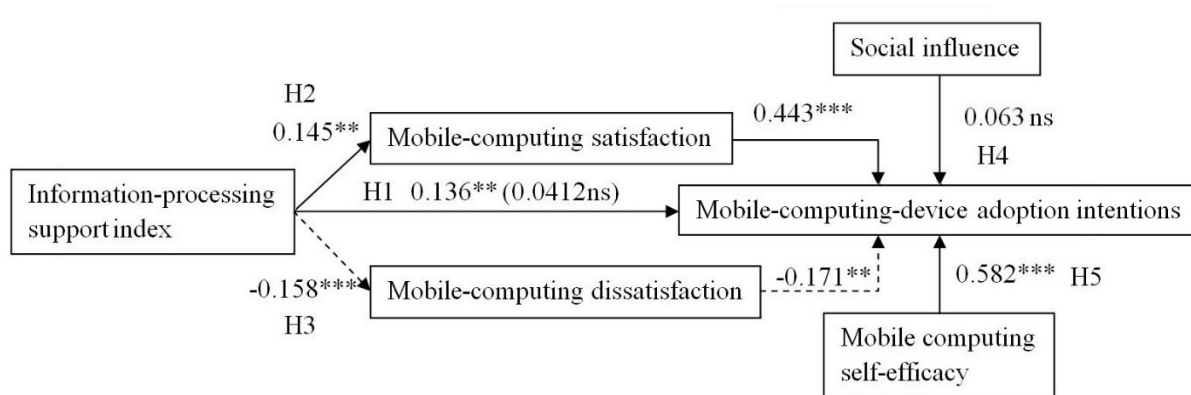 Social influence
H2
0.145**
Mobile-computing satisfaction
0.443***
0.063 ns
H4
Information-processing
support index
H1 0.136** (0.0412ns)
Mobile-computing-device adoption intentions
-0.158***
H3
Mobile-computing dissatisfaction
-0.171**
0.582***
H5
Mobile computing
self-efficacy